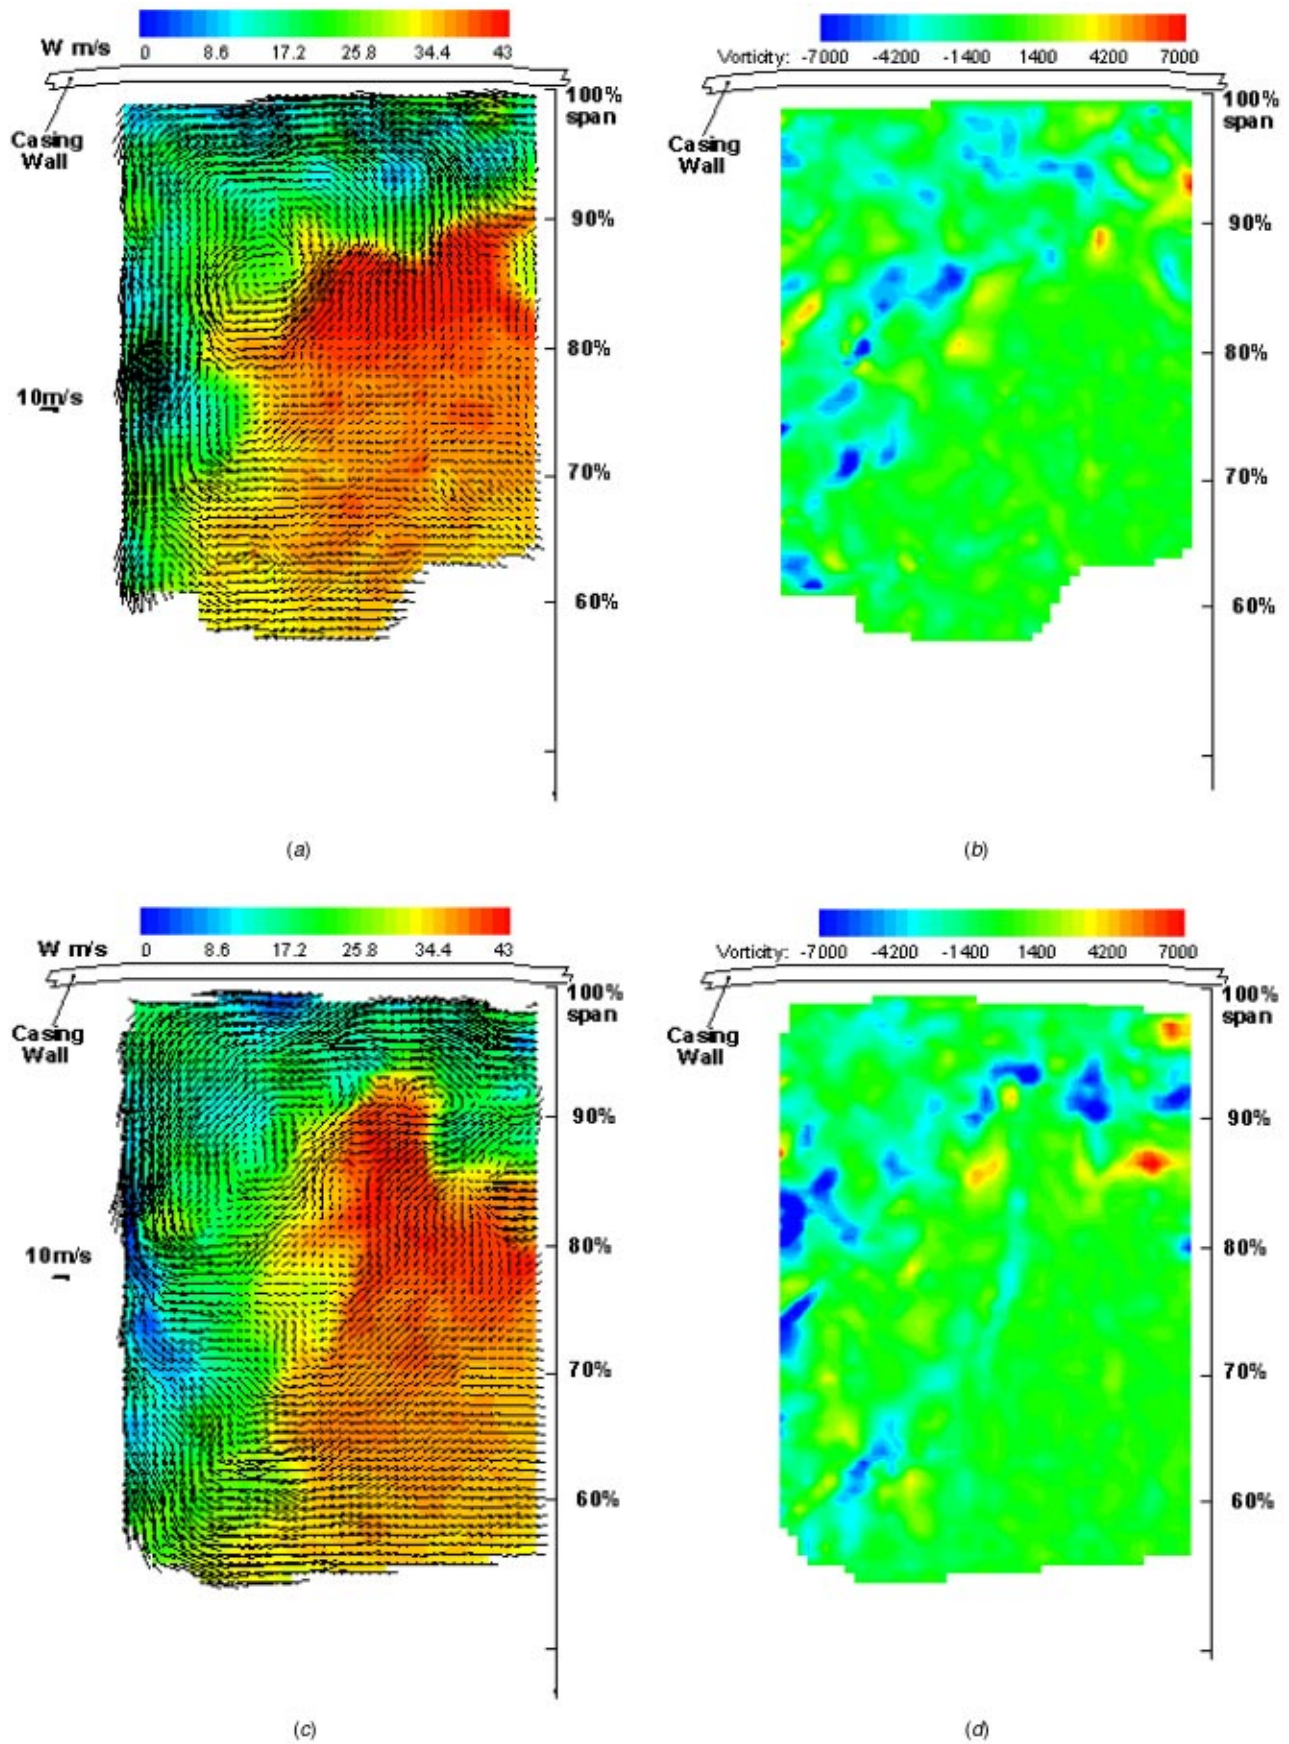 W m/s 0 8.6 17.2 25.8 34.4 43
Casing
Wall
100%
span
90%
80%
10m/s
70%
60%
(a)
Vorticity: -7000 -4200 -1400 1400 4200 7000
Casing
Wall
100%
span
90%
80%
70%
60%
(b)
W m/s 0 8.6 17.2 25.8 34.4 43
Casing
Wall
100%
span
90%
80%
10m/s
70%
60%
(c)
Vorticity: -7000 -4200 -1400 1400 4200 7000
Casing
Wall
100%
span
90%
80%
70%
60%
(d)